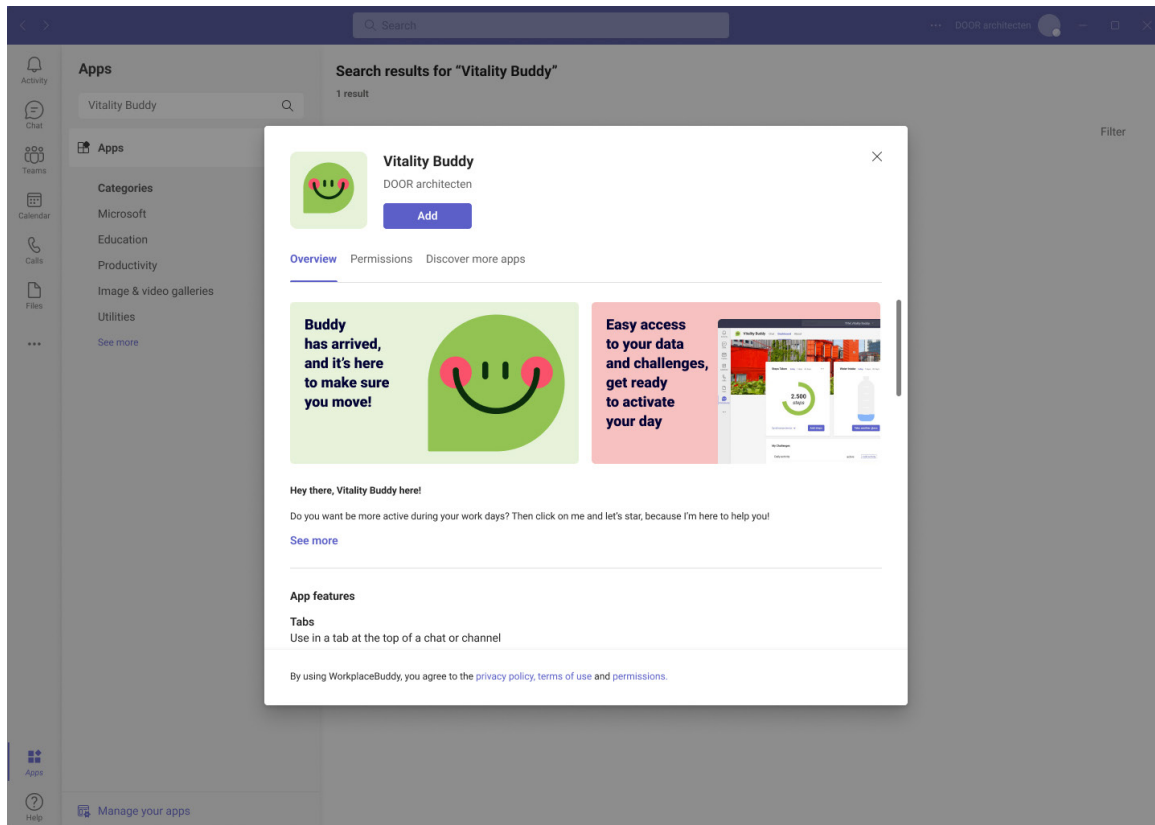 Search
DOOR architecten
Activity
Chat
Teams
Calendar
Calls
Files
Apps
Help
Apps
Vitality Buddy
Apps
Categories
Microsoft
Education
Productivity
Image & video galleries
Utilities
See more
Manage your apps
Search results for “Vitality Buddy”
1 result
Filter
Vitality Buddy
DOOR architecten
Add
Overview
Permissions
Discover more apps
Buddy
has arrived,
and it's here
to make sure
you move!
Easy access
to your data
and challenges,
get ready
to activate
your day
Vitality Buddy
2.500
steps
Hey there, Vitality Buddy here!
Do you want be more active during your work days? Then click on me and let's star, because I'm here to help you!
See more
App features
Tabs
Use in a tab at the top of a chat or channel
By using WorkplaceBuddy, you agree to the privacy policy, terms of use and permissions.